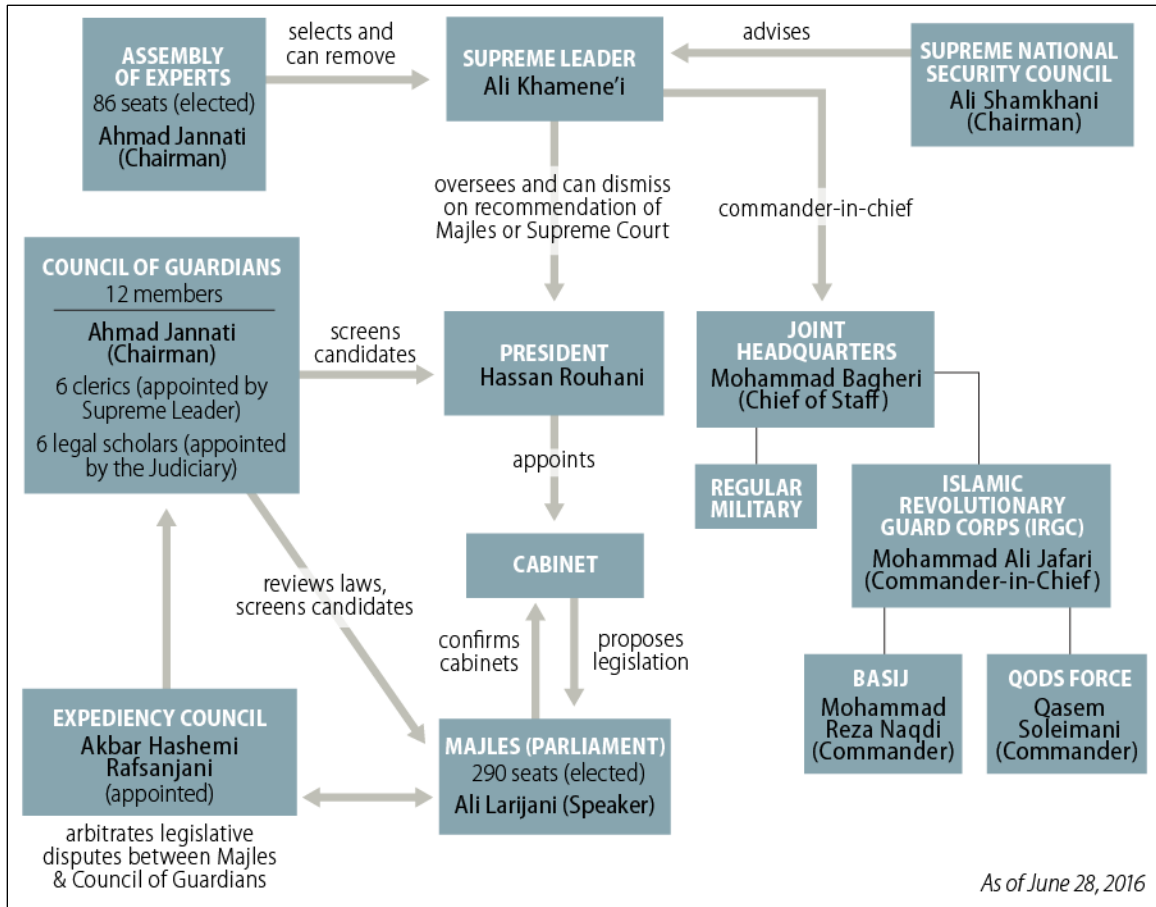 ASSEMBLY
OF EXPERTS
86 seats (elected)
Ahmad Jannati
(Chairman)
selects and
can remove
SUPREME LEADER
Ali Khamene'i
advises
SUPREME NATIONAL
SECURITY COUNCIL
Ali Shamkhani
(Chairman)
oversees and can dismiss
on recommendation of
Majles or Supreme Court
commander-in-chief
COUNCIL OF GUARDIANS
12 members
Ahmad Jannati
(Chairman)
6 clerics (appointed by
Supreme Leader)
6 legal scholars (appointed
by the Judiciary)
screens
candidates
PRESIDENT
Hassan Rouhani
JOINT
HEADQUARTERS
Mohammad Bagheri
(Chief of Staff)
appoints
REGULAR
MILITARY
ISLAMIC
REVOLUTIONARY
GUARD CORPS (IRGC)
Mohammad Ali Jafari
(Commander-in-Chief)
CABINET
reviews laws,
screens candidates
confirms
cabinets
proposes
legislation
BASIJ
Mohammad
Reza Naqdi
(Commander)
QODS FORCE
Qasem
Soleimani
(Commander)
EXPEDIENCY COUNCIL
Akbar Hashemi
Rafsanjani
(appointed)
MAJLES (PARLIAMENT)
290 seats (elected)
Ali Larijani (Speaker)
arbitrates legislative
disputes between Majles
& Council of Guardians
As of June 28, 2016